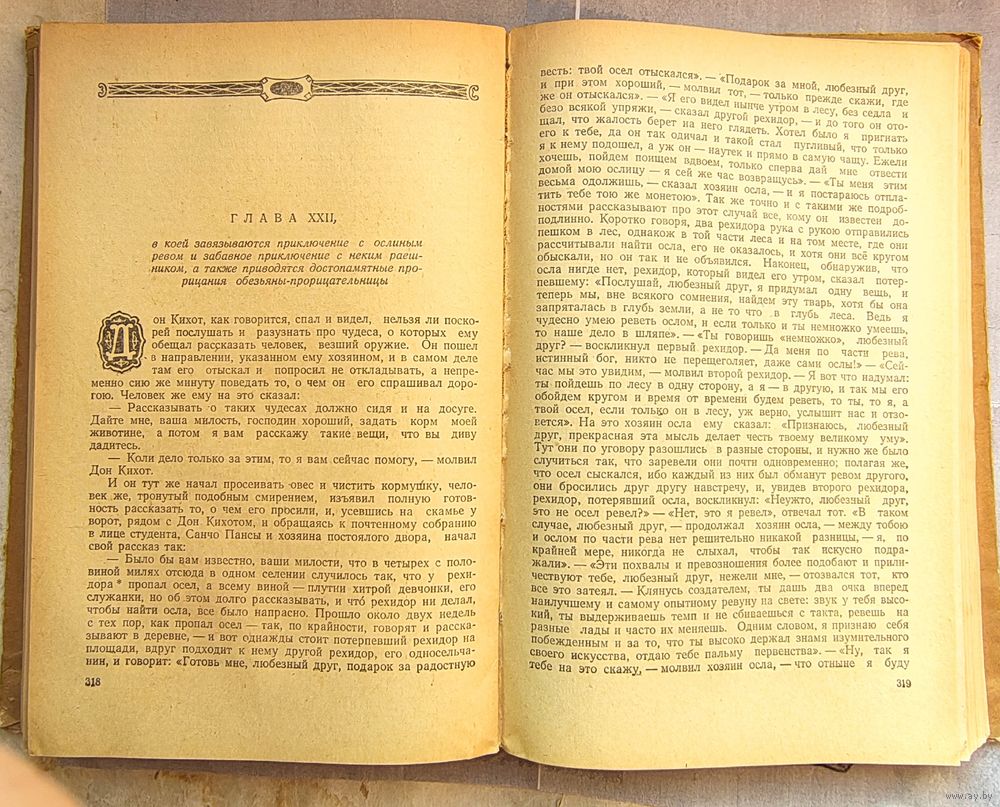 ГЛАВА XXII,
в коей завязываются приключение с ослиным
ревом и забавное приключение с неким раеш-
ником, а также приводятся достопамятные про-
рицания обезьяны-прорицательницы
Дон Кихот, как говорится, спал и видел, нельзя ли поско-
рей послушать и разузнать про чудеса, о которых ему
обещал рассказать человек, везший оружие. Он пошел
в направлении, указанном ему хозяином, и в самом деле
там его отыскал и попросил не откладывать, а непре-
менно сию же минуту поведать то, о чем он его спрашивал доро-
гою. Человек же ему на это сказал:
— Рассказывать о таких чудесах должно сидя и на досуге.
Дайте мне, ваша милость, господин хороший, задать корм моей
животине, а потом я вам расскажу такие вещи, что вы диву
дадитесь.
— Коли дело только за этим, то я вам сейчас помогу, — молвил
Дон Кихот.
И он тут же начал просеивать овес и чистить кормушку, чело-
век же, тронутый подобным смирением, изъявил полную готов-
ность рассказать то, о чем его просили, и, усевшись на скамье у
ворот, рядом с Дон Кихотом, и обращаясь к почтенному собранию
в лице студента, Санчо Пансы и хозяина постоялого двора, начал
свой рассказ так:
— Было бы вам известно, ваши милости, что в четырех с поло-
виной милях отсюда в одном селении случилось так, что у рехи-
дора* пропал осел, а всему виной — плутни хитрой девчонки, его
служанки, но об этом долго рассказывать, и что́ рехидор ни делал,
чтобы найти осла, все было напрасно. Прошло около двух недель
с тех пор, как пропал осел — так, по крайности, говорят и расска-
зывают в деревне, — и вот однажды стоит потерпевший рехидор на
площади, вдруг подходит к нему другой рехидор, его односельча-
нин, и говорит: «Готовь мне, любезный друг, подарок за радостную
318
весть: твой осел отыскался». — «Подарок за мной, любезный друг,
и при этом хороший, — молвил тот, — только прежде скажи, где
же он отыскался». — «Я его видел нынче утром в лесу, без седла и
безо всякой упряжи, — сказал другой рехидор, — и до того он ото-
щал, что жалость берет на него глядеть. Хотел было я пригнать
его к тебе, да он так одичал и такой стал пугливый, что только
я к нему подошел, а уж он — наутек и прямо в самую чащу. Ежели
хочешь, пойдем поищем вдвоем, только сперва дай мне отвести
домой мою ослицу — я сей же час возвращусь». — «Ты меня этим
весьма одолжишь, — сказал хозяин осла, — и я постараюсь отпла-
тить тебе тою же монетою». Так же точно и с такими же подроб-
ностями рассказывают про этот случай все, кому он известен до-
подлинно. Коротко говоря, два рехидора рука с рукою отправились
пешком в лес, однакож в той части леса и на том месте, где они
рассчитывали найти осла, его не оказалось, и хотя они всё кругом
обыскали, но он так и не объявился. Наконец, обнаружив, что
осла нигде нет, рехидор, который видел его утром, сказал потер-
певшему: «Послушай, любезный друг, я придумал одну вещь, и
теперь мы, вне всякого сомнения, найдем эту тварь, хотя бы она
запряталась в глубь земли, а не то что в глубь леса. Ведь я
чудесно умею реветь ослом, и если только и ты немножко умеешь,
то наше дело в шляпе». — «Ты говоришь «немножко», любезный
друг? — воскликнул первый рехидор. — Да меня по части рева,
истинный бог, никто не перещеголяет, даже сами ослы!» — «Сей-
час мы это увидим, — молвил второй рехидор. — Я вот что надумал:
ты пойдешь по лесу в одну сторону, а я — в другую, и так мы его
обойдем кругом и время от времени будем реветь, то ты, то я, а
твой осел, если только он в лесу, уж верно, услышит нас и отзо-
вется». На это хозяин осла ему сказал: «Признаюсь, любезный
друг, прекрасная эта мысль делает честь твоему великому уму».
Тут они по уговору разошлись в разные стороны, и нужно же было
случиться так, что заревели они почти одновременно; полагая же,
что осел сыскался, ибо каждый из них был обманут ревом другого,
они бросились друг другу навстречу, и, увидев второго рехидора,
рехидор, потерявший осла, воскликнул: «Неужто, любезный друг,
это не осел ревел?» — «Нет, это я ревел», отвечал тот. «В таком
случае, любезный друг, — продолжал хозяин осла, — между тобою
и ослом по части рева нет решительно никакой разницы, — я, по
крайней мере, никогда не слыхал, чтобы так искусно подра-
жали». — «Эти похвалы и превозношения более подобают и прили-
чествуют тебе, любезный друг, нежели мне, — отозвался тот, кто
все это затеял. — Клянусь создателем, ты дашь два очка вперед
наилучшему и самому опытному ревуну на свете: звук у тебя высо-
кий, ты выдерживаешь темп и не сбиваешься с такта, ревешь на
разные лады и часто их меняешь. Одним словом, я признаю себя
побежденным и за то, что ты высоко держал знамя изумительного
своего искусства, отдаю тебе пальму первенства». — «Ну, так я
тебе на это скажу, — молвил хозяин осла, — что отныне я буду
319
www.ray.by